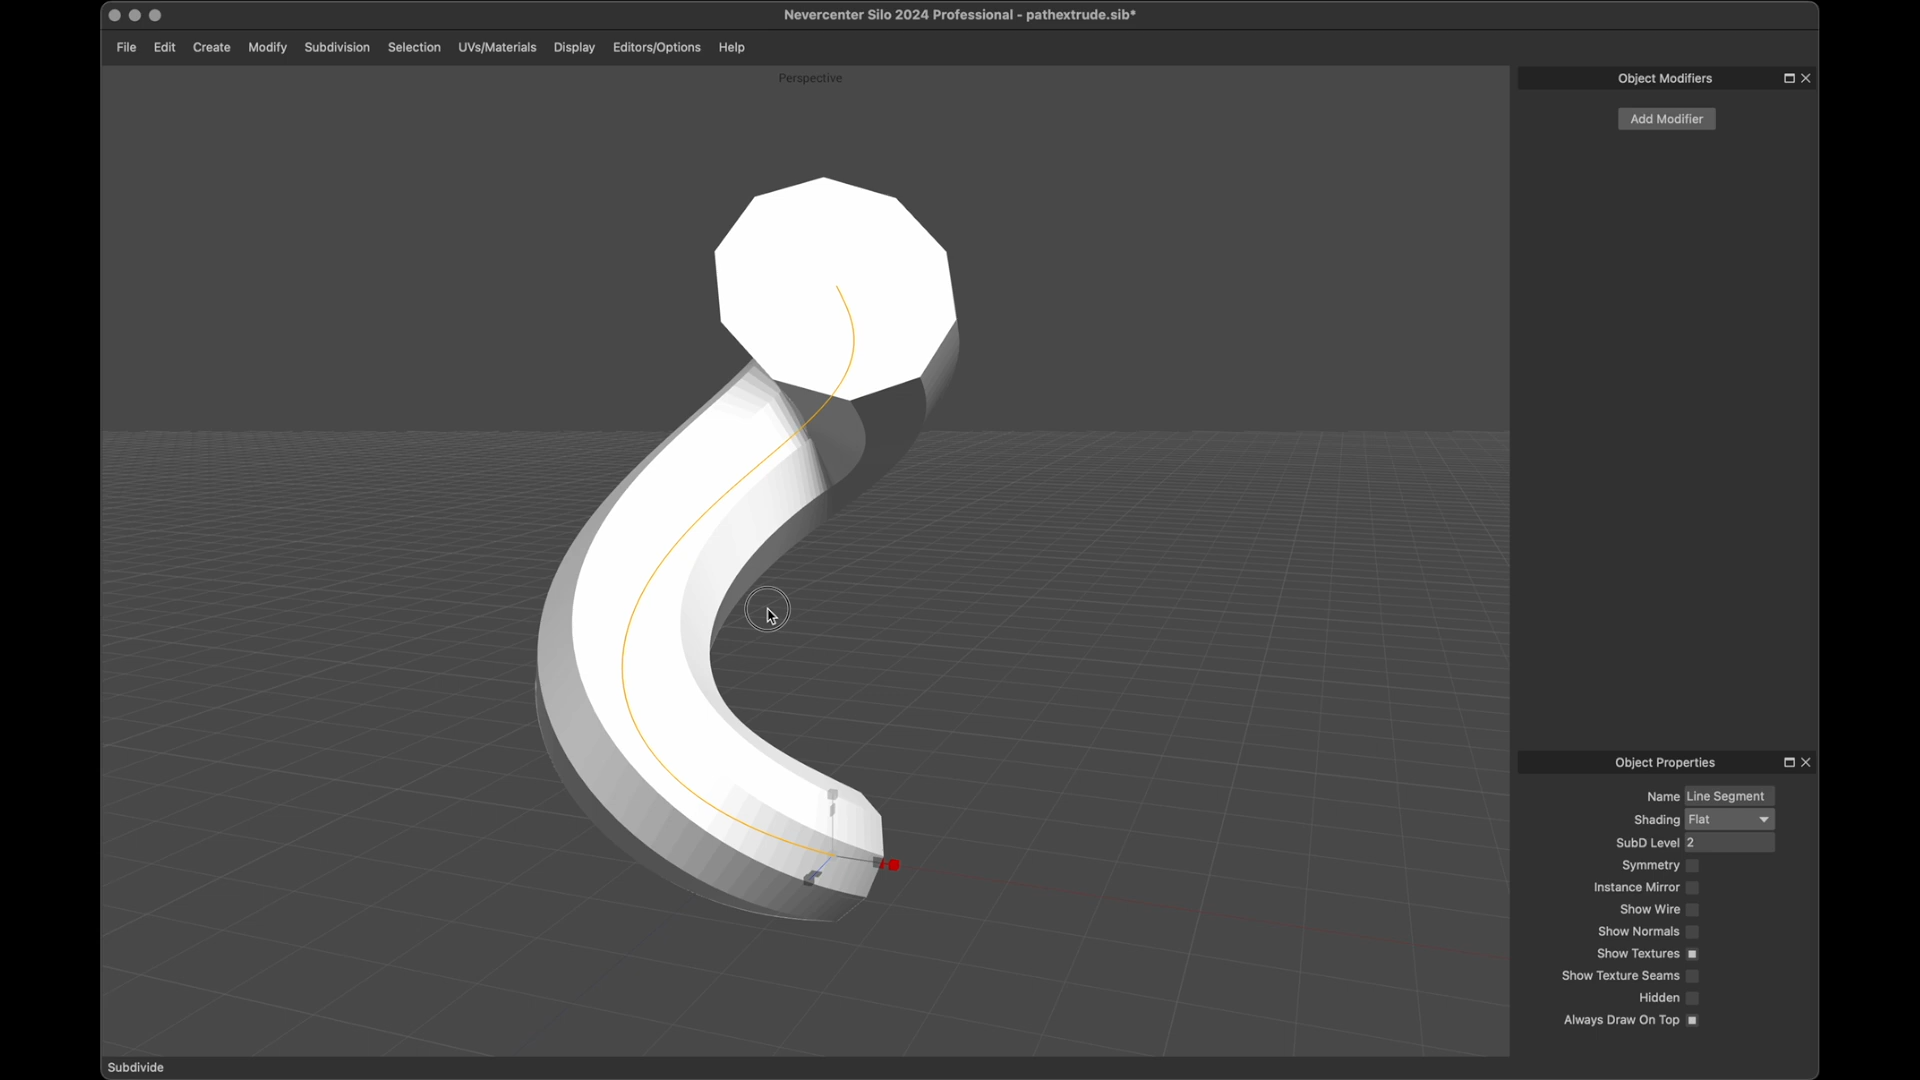 Nevercenter Silo 2024 Professional - pathextrude.sib*
File Edit Create Modify Subdivision Selection UVs/Materials Display Editors/Options Help
Perspective
Object Modifiers
Add Modifier
Object Properties
Name Line Segment
Shading Flat
SubD Level 2
Symmetry
Instance Mirror
Show Wire
Show Normals
Show Textures
Show Texture Seams
Hidden
Always Draw On Top
Subdivide